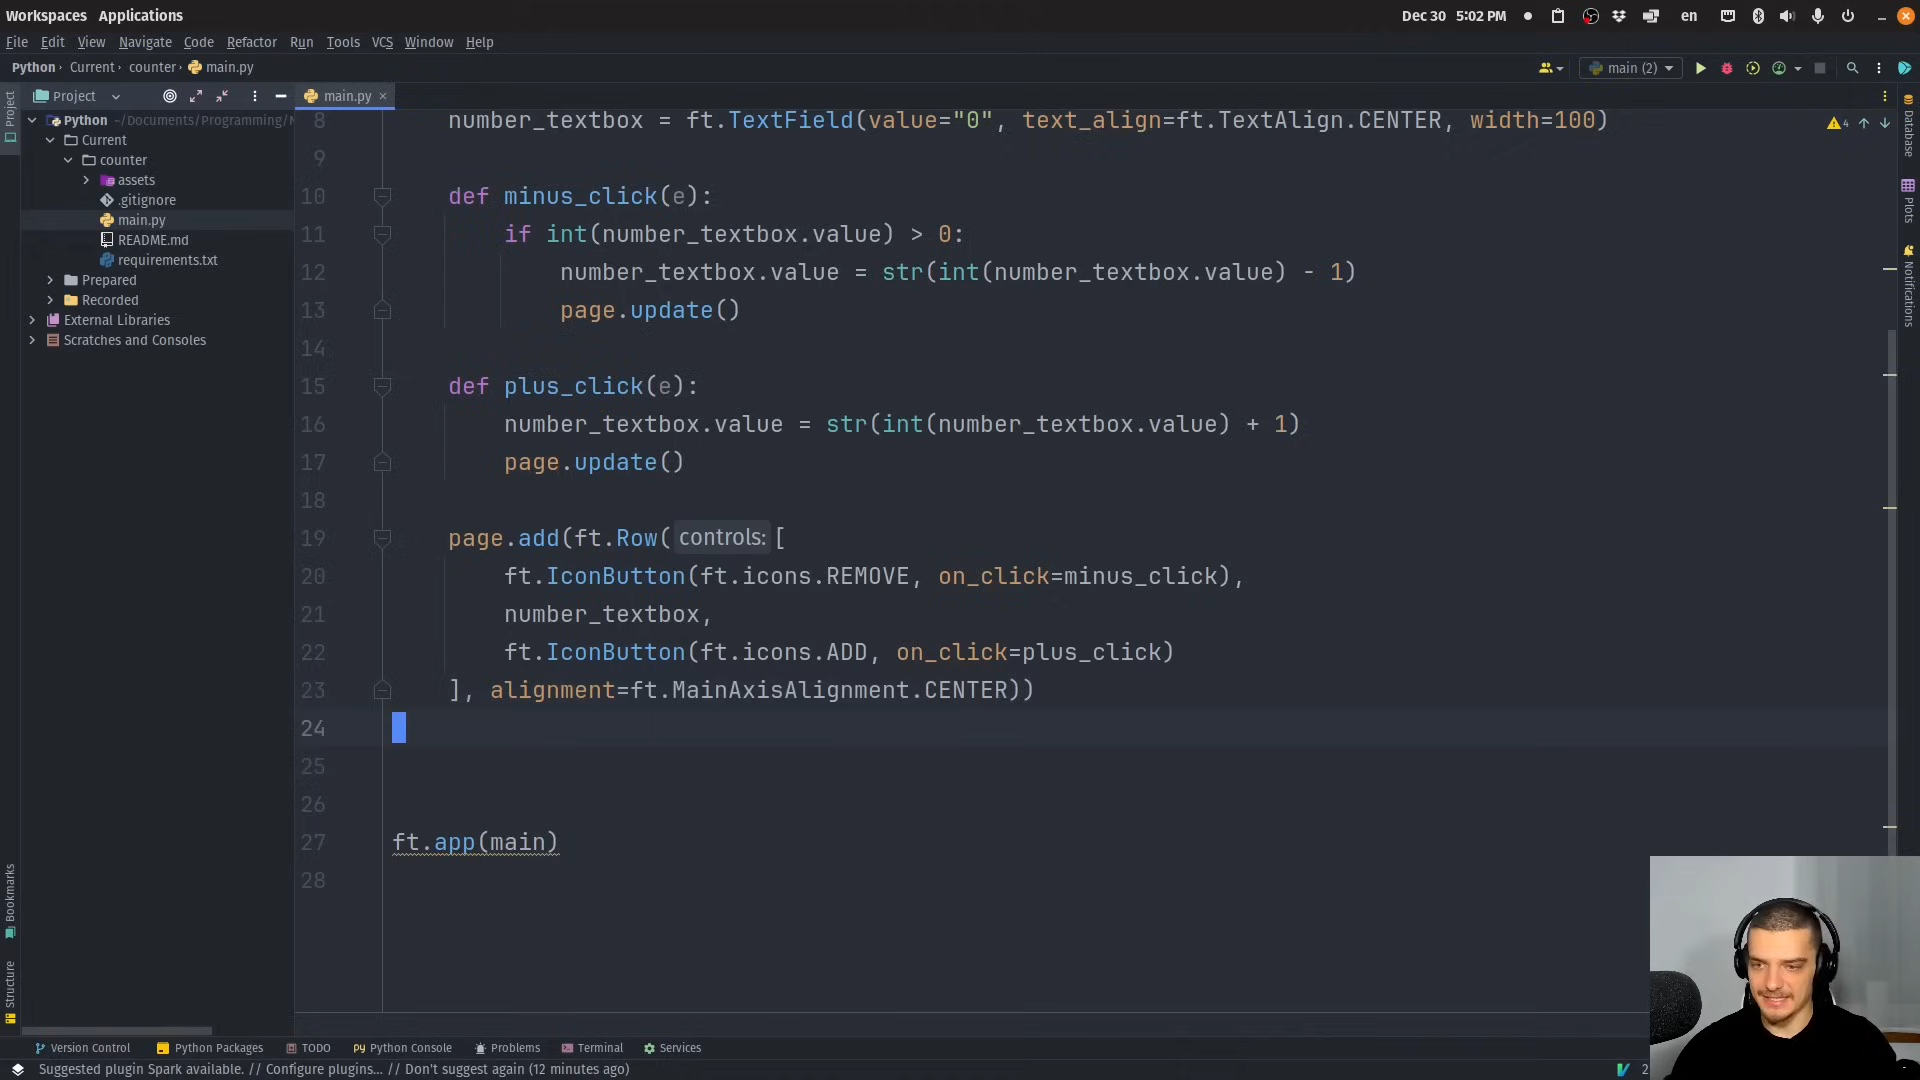 Workspaces Applications
Dec 30 5:02 PM en
File Edit View Navigate Code Refactor Run Tools VCS Window Help
Python Current counter main.py
main (2)
Project
main.py
Project
Python ~/Documents/Programming/N
Current
counter
assets
.gitignore
main.py
README.md
requirements.txt
Prepared
Recorded
External Libraries
Scratches and Consoles
Bookmarks
Structure
8 number_textbox = ft.TextField(value="0", text_align=ft.TextAlign.CENTER, width=100)
9
10 def minus_click(e):
11 if int(number_textbox.value) > 0:
12 number_textbox.value = str(int(number_textbox.value) - 1)
13 page.update()
14
15 def plus_click(e):
16 number_textbox.value = str(int(number_textbox.value) + 1)
17 page.update()
18
19 page.add(ft.Row( controls: [
20 ft.IconButton(ft.icons.REMOVE, on_click=minus_click),
21 number_textbox,
22 ft.IconButton(ft.icons.ADD, on_click=plus_click)
23 ], alignment=ft.MainAxisAlignment.CENTER))
24
25
26
27 ft.app(main)
28
4
Database
Plots
Notifications
Version Control Python Packages TODO Python Console Problems Terminal Services
Suggested plugin Spark available. // Configure plugins... // Don't suggest again (12 minutes ago)
2